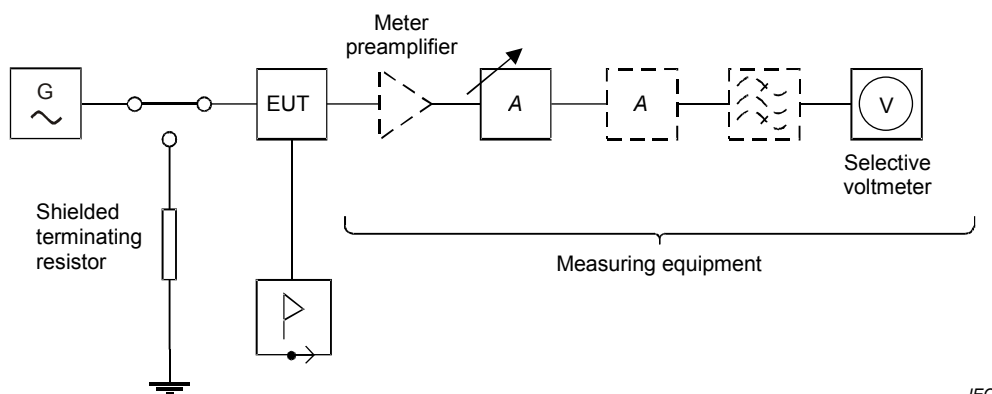 Meter
preamplifier
G
EUT
A
A
V
Selective
voltmeter
Shielded
terminating
resistor
Measuring equipment